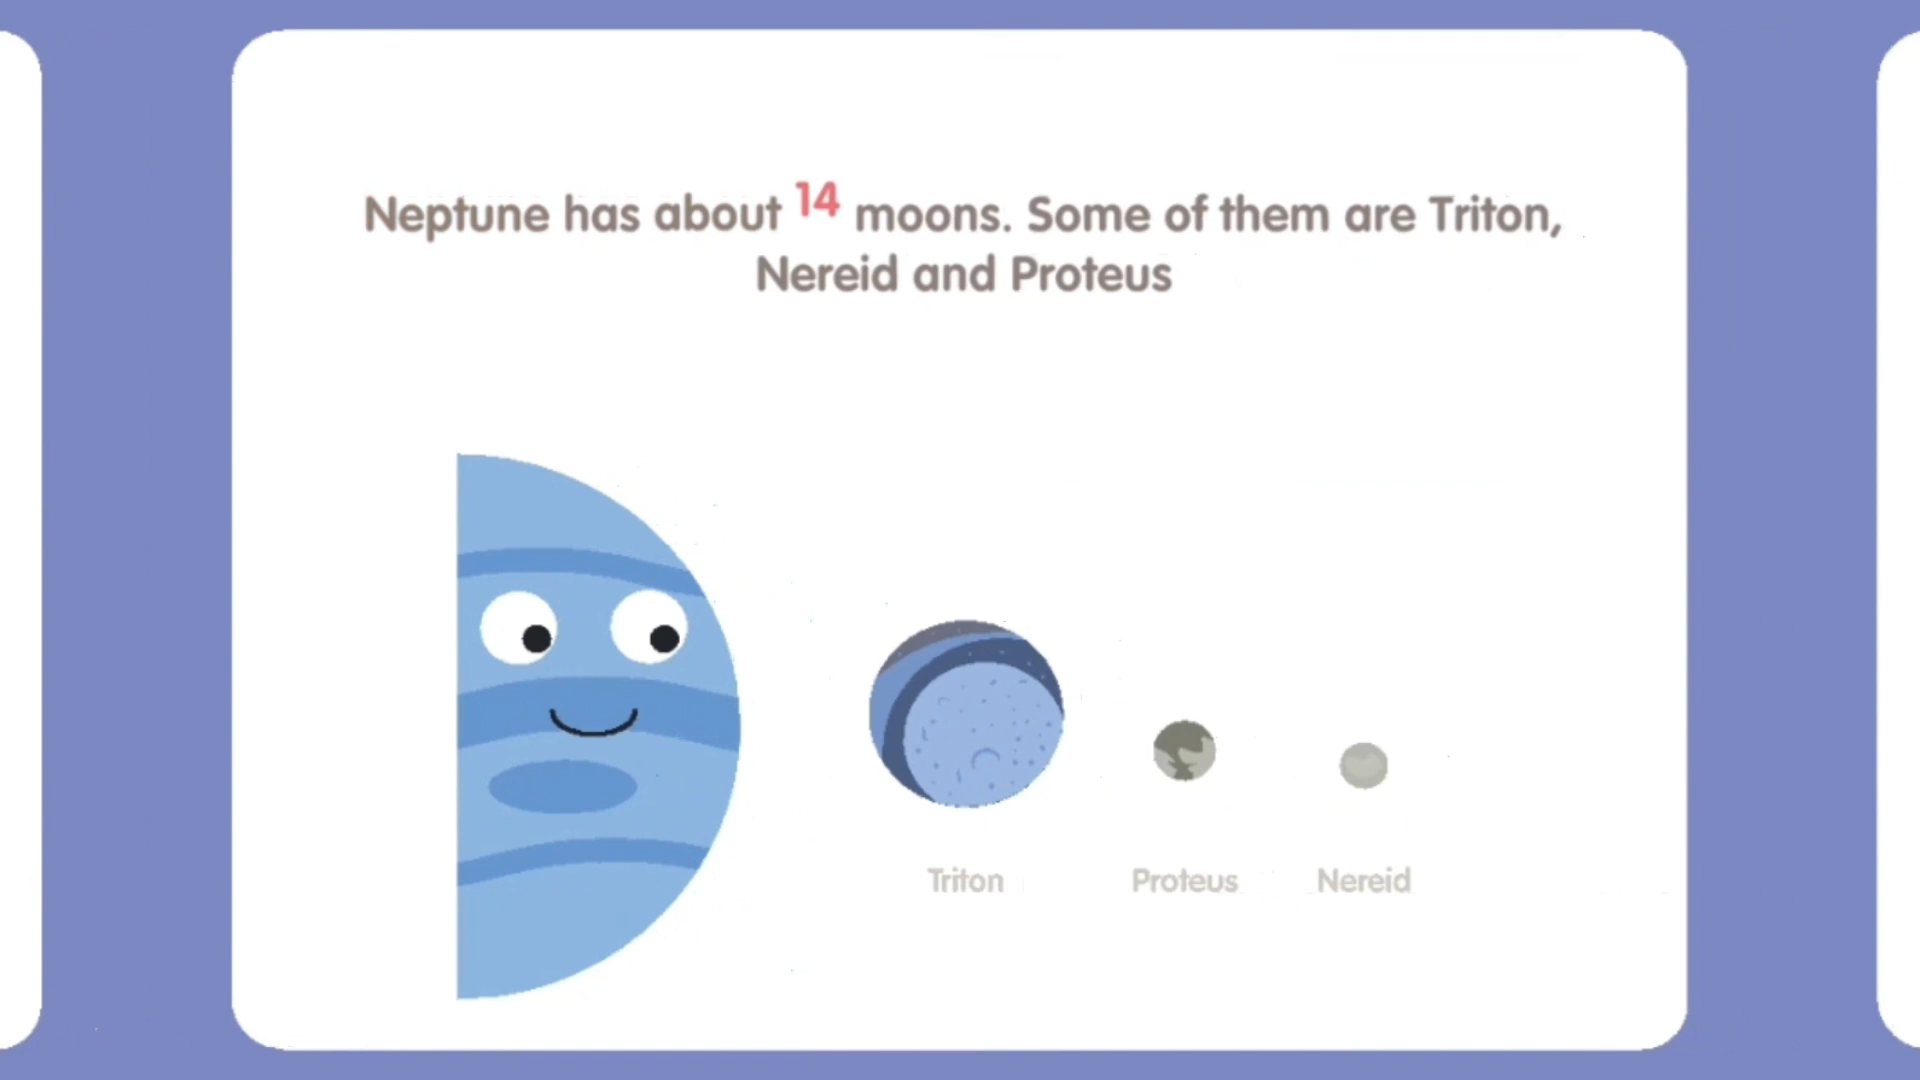 Neptune has about 14 moons. Some of them are Triton,
Nereid and Proteus
Triton
Proteus
Nereid